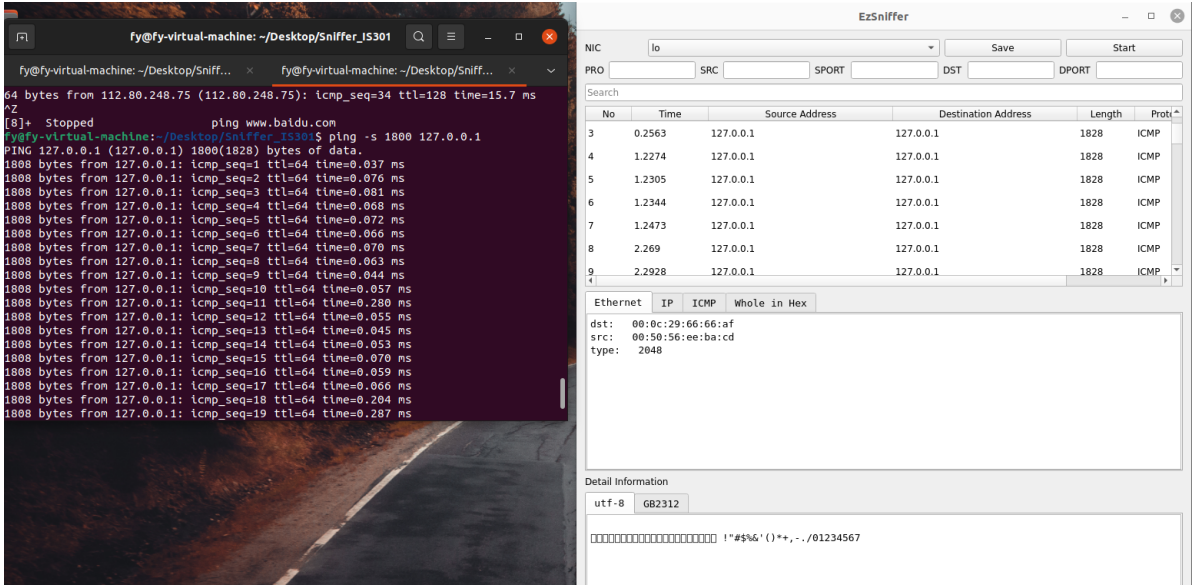 fy@fy-virtual-machine: ~/Desktop/Sniffer_IS301
fy@fy-virtual-machine: ~/Desktop/Sniff... × fy@fy-virtual-machine: ~/Desktop/Sniff... ×
64 bytes from 112.80.248.75 (112.80.248.75): icmp_seq=34 ttl=128 time=15.7 ms
^Z
[8]+ Stopped ping www.baidu.com
fy@fy-virtual-machine:~/Desktop/Sniffer_IS301$ ping -s 1800 127.0.0.1
PING 127.0.0.1 (127.0.0.1) 1800(1828) bytes of data.
1808 bytes from 127.0.0.1: icmp_seq=1 ttl=64 time=0.037 ms
1808 bytes from 127.0.0.1: icmp_seq=2 ttl=64 time=0.076 ms
1808 bytes from 127.0.0.1: icmp_seq=3 ttl=64 time=0.081 ms
1808 bytes from 127.0.0.1: icmp_seq=4 ttl=64 time=0.068 ms
1808 bytes from 127.0.0.1: icmp_seq=5 ttl=64 time=0.072 ms
1808 bytes from 127.0.0.1: icmp_seq=6 ttl=64 time=0.066 ms
1808 bytes from 127.0.0.1: icmp_seq=7 ttl=64 time=0.070 ms
1808 bytes from 127.0.0.1: icmp_seq=8 ttl=64 time=0.063 ms
1808 bytes from 127.0.0.1: icmp_seq=9 ttl=64 time=0.044 ms
1808 bytes from 127.0.0.1: icmp_seq=10 ttl=64 time=0.057 ms
1808 bytes from 127.0.0.1: icmp_seq=11 ttl=64 time=0.280 ms
1808 bytes from 127.0.0.1: icmp_seq=12 ttl=64 time=0.055 ms
1808 bytes from 127.0.0.1: icmp_seq=13 ttl=64 time=0.045 ms
1808 bytes from 127.0.0.1: icmp_seq=14 ttl=64 time=0.053 ms
1808 bytes from 127.0.0.1: icmp_seq=15 ttl=64 time=0.070 ms
1808 bytes from 127.0.0.1: icmp_seq=16 ttl=64 time=0.059 ms
1808 bytes from 127.0.0.1: icmp_seq=17 ttl=64 time=0.066 ms
1808 bytes from 127.0.0.1: icmp_seq=18 ttl=64 time=0.204 ms
1808 bytes from 127.0.0.1: icmp_seq=19 ttl=64 time=0.287 ms
EzSniffer
NIC lo Save Start
PRO SRC SPORT DST DPORT
Search
No Time Source Address Destination Address Length Proto
3 0.2563 127.0.0.1 127.0.0.1 1828 ICMP
4 1.2274 127.0.0.1 127.0.0.1 1828 ICMP
5 1.2305 127.0.0.1 127.0.0.1 1828 ICMP
6 1.2344 127.0.0.1 127.0.0.1 1828 ICMP
7 1.2473 127.0.0.1 127.0.0.1 1828 ICMP
8 2.269 127.0.0.1 127.0.0.1 1828 ICMP
9 2.2928 127.0.0.1 127.0.0.1 1828 ICMP
Ethernet IP ICMP Whole in Hex
dst: 00:0c:29:66:66:af
src: 00:50:56:ee:ba:cd
type: 2048
Detail Information
utf-8 GB2312
!"#$%&'()*+,-./01234567